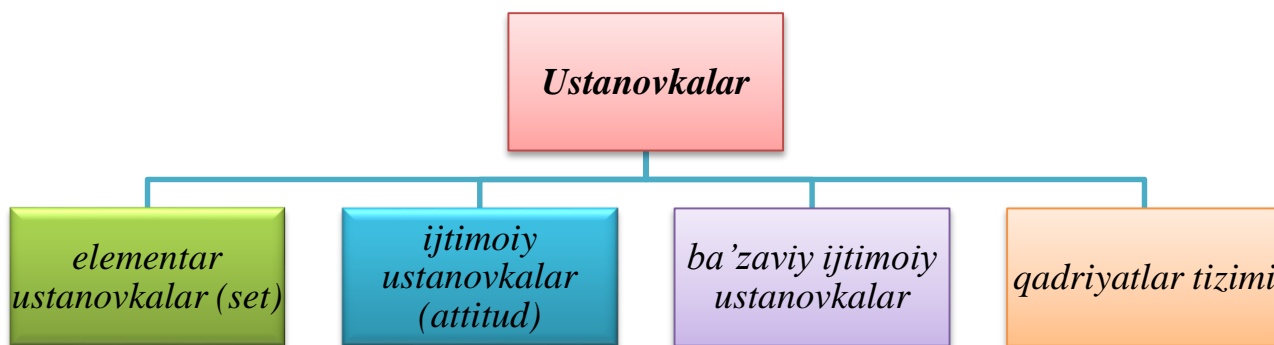 Ustanovkalar
elementar
ustanovkalar (set)
ijtimoiy
ustanovkalar
(attitud)
ba’zaviy ijtimoiy
ustanovkalar
qadriyatlar tizimi